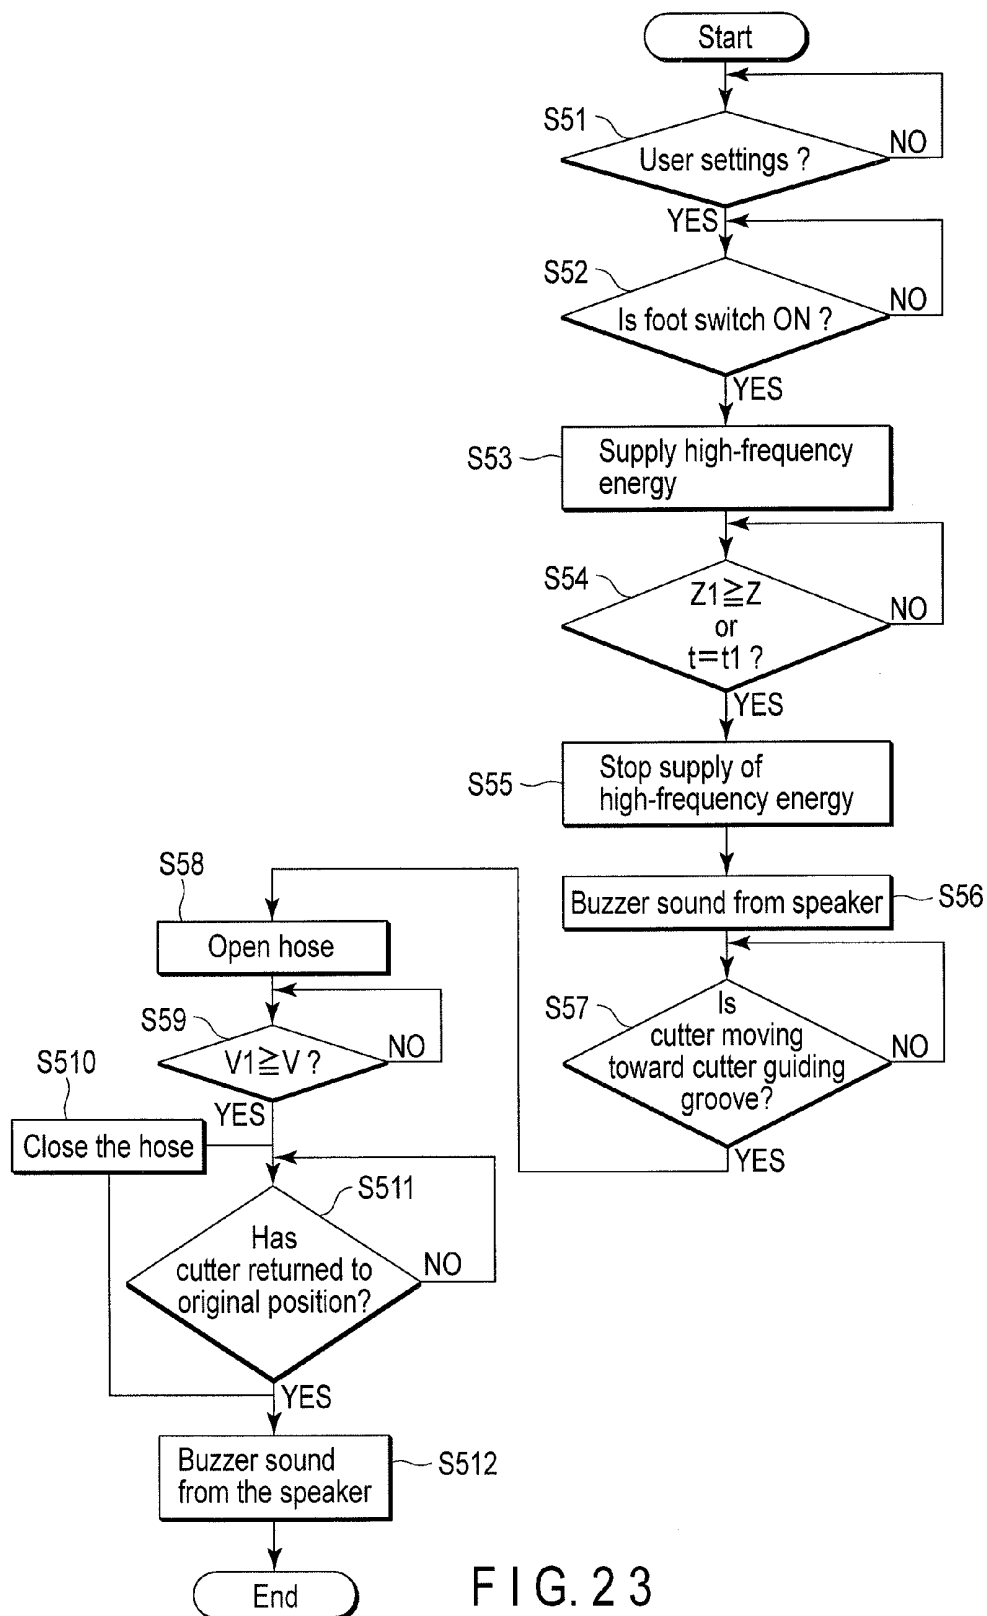 Start
S51
User settings ?
NO
YES
S52
Is foot switch ON ?
NO
YES
S53
Supply high-frequency
energy
S54
Z1≧Z
or
t=t1 ?
NO
YES
S55
Stop supply of
high-frequency energy
S56
Buzzer sound from speaker
S57
Is
cutter moving
toward cutter guiding
groove?
NO
YES
S58
Open hose
S59
V1≧V ?
NO
YES
S510
Close the hose
S511
Has
cutter returned to
original position?
NO
YES
Buzzer sound
from the speaker
S512
End
FIG. 23